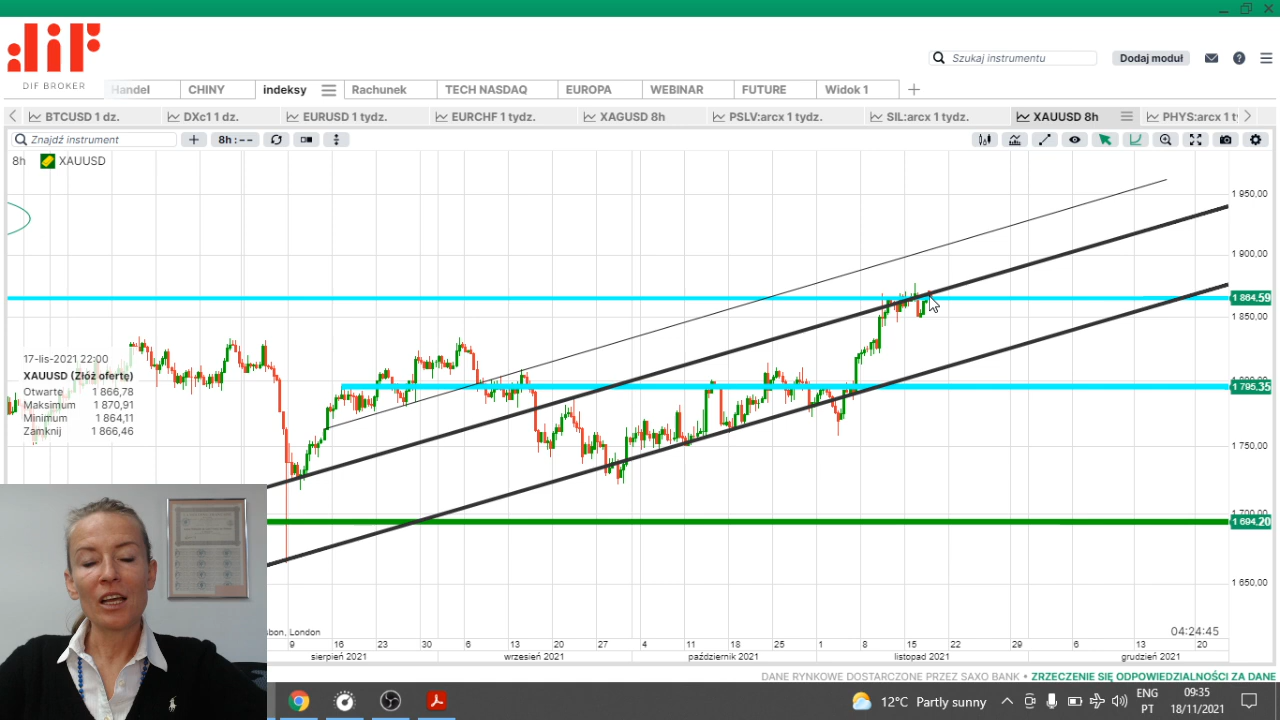 dif
DIF BROKER
Szukaj instrumentu
Dodaj moduł
Handel CHINY indeksy Rachunek TECH NASDAQ EUROPA WEBINAR FUTURE Widok 1
BTCUSD 1 dz. DXc1 1 dz. EURUSD 1 tydz. EURCHF 1 tydz. XAGUSD 8h PSLV:arcx 1 tydz. SIL:arcx 1 tydz. XAUUSD 8h PHYS:arcx 1 t
Znajdź instrument
8h : – –
8h XAUUSD
1 950,00
1 900,00
1 864.59
1 850,00
1 795.35
1 750,00
1 694.20
1 650,00
17-lis-2021 22:00
XAUUSD (Złóż ofertę)
Otwarte 1 866,78
Maksimum 1 870,91
Minimum 1 864,11
Zamknij 1 866,46
bon, London
04:24:45
9 16 23 30 6 13 20 27 4 11 18 25 1 8 15 22 29 6 13 20
sierpień 2021 wrzesień 2021 październik 2021 listopad 2021 grudzień 2021
DANE RYNKOWE DOSTARCZONE PRZEZ SAXO BANK • ZRZECZENIE SIĘ ODPOWIEDZIALNOŚCI ZA DANE
12°C Partly sunny
ENG
PT
09:35
18/11/2021